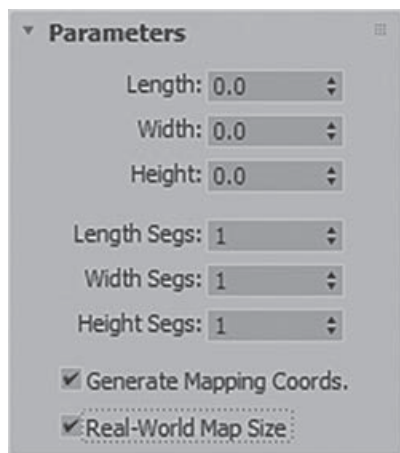 Parameters
Length: 0.0
Width: 0.0
Height: 0.0
Length Segs: 1
Width Segs: 1
Height Segs: 1
Generate Mapping Coords.
Real-World Map Size